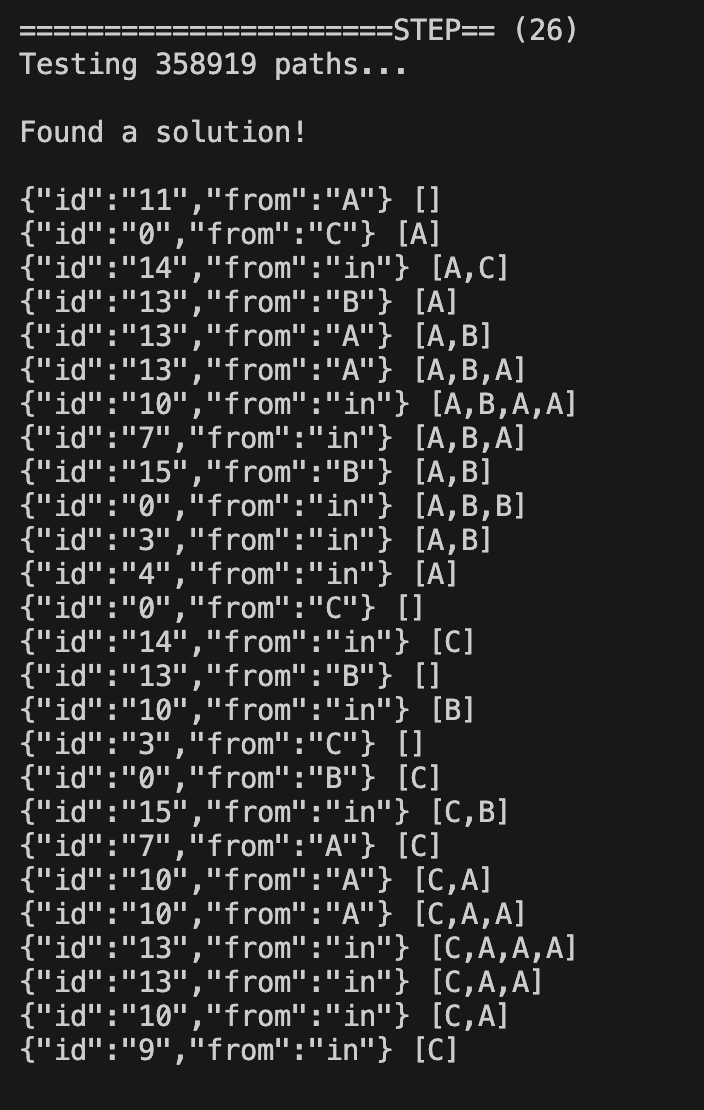 ======================STEP== (26)
Testing 358919 paths...
Found a solution!
{"id":"11","from":"A"} []
{"id":"0","from":"C"} [A]
{"id":"14","from":"in"} [A,C]
{"id":"13","from":"B"} [A]
{"id":"13","from":"A"} [A,B]
{"id":"13","from":"A"} [A,B,A]
{"id":"10","from":"in"} [A,B,A,A]
{"id":"7","from":"in"} [A,B,A]
{"id":"15","from":"B"} [A,B]
{"id":"0","from":"in"} [A,B,B]
{"id":"3","from":"in"} [A,B]
{"id":"4","from":"in"} [A]
{"id":"0","from":"C"} []
{"id":"14","from":"in"} [C]
{"id":"13","from":"B"} []
{"id":"10","from":"in"} [B]
{"id":"3","from":"C"} []
{"id":"0","from":"B"} [C]
{"id":"15","from":"in"} [C,B]
{"id":"7","from":"A"} [C]
{"id":"10","from":"A"} [C,A]
{"id":"10","from":"A"} [C,A,A]
{"id":"13","from":"in"} [C,A,A,A]
{"id":"13","from":"in"} [C,A,A]
{"id":"10","from":"in"} [C,A]
{"id":"9","from":"in"} [C]